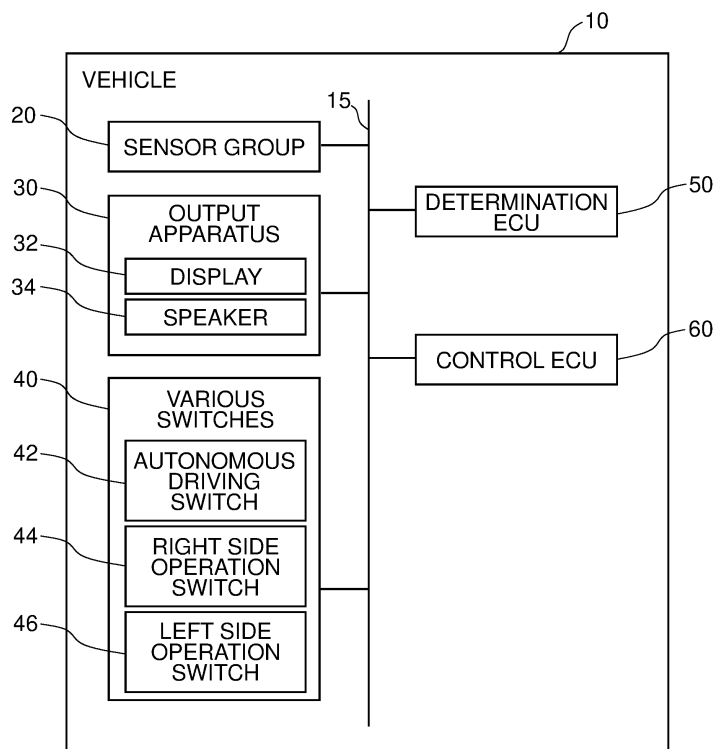 10
VEHICLE
15
20
SENSOR GROUP
30
OUTPUT
APPARATUS
32
DISPLAY
34
SPEAKER
50
DETERMINATION
ECU
60
CONTROL ECU
40
VARIOUS
SWITCHES
42
AUTONOMOUS
DRIVING
SWITCH
44
RIGHT SIDE
OPERATION
SWITCH
46
LEFT SIDE
OPERATION
SWITCH